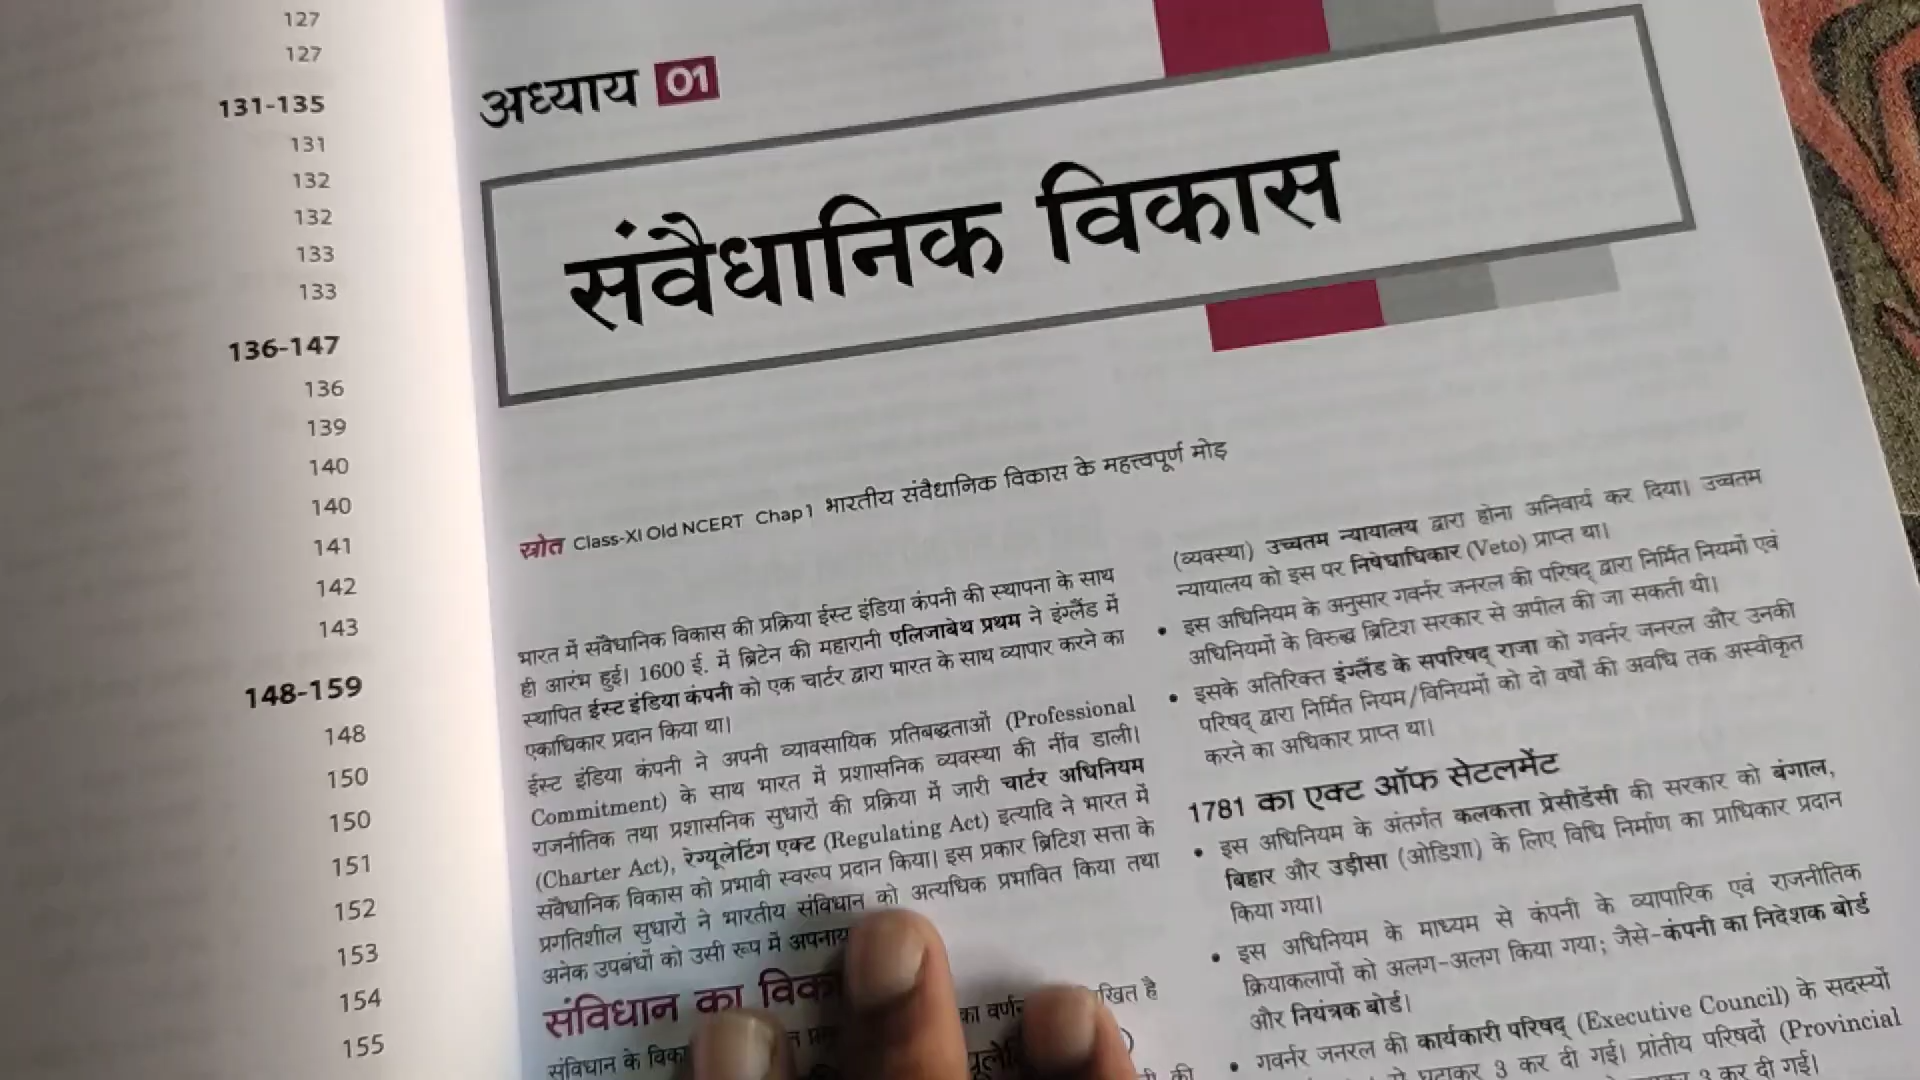 127
127
131-135
131
132
132
133
133
136-147
136
139
140
140
141
142
143
148-159
148
150
150
151
152
153
154
155
अध्याय 01
संवैधानिक विकास
स्रोत Class-XI Old NCERT Chap 1 भारतीय संवैधानिक विकास के महत्त्वपूर्ण मोड़
भारत में संवैधानिक विकास की प्रक्रिया ईस्ट इंडिया कंपनी की स्थापना के साथ
ही आरंभ हुई। 1600 ई. में ब्रिटेन की महारानी एलिजाबेथ प्रथम ने इंग्लैंड में
स्थापित ईस्ट इंडिया कंपनी को एक चार्टर द्वारा भारत के साथ व्यापार करने का
एकाधिकार प्रदान किया था।
ईस्ट इंडिया कंपनी ने अपनी व्यावसायिक प्रतिबद्धताओं (Professional
Commitment) के साथ भारत में प्रशासनिक व्यवस्था की नींव डाली।
राजनीतिक तथा प्रशासनिक सुधारों की प्रक्रिया में जारी चार्टर अधिनियम
(Charter Act), रेग्यूलेटिंग एक्ट (Regulating Act) इत्यादि ने भारत में
संवैधानिक विकास को प्रभावी स्वरूप प्रदान किया। इस प्रकार ब्रिटिश सत्ता के
प्रगतिशील सुधारों ने भारतीय संविधान को अत्यधिक प्रभावित किया तथा
अनेक उपबंधों को उसी रूप में
संविधान का
संविधान के का है
(व्यवस्था) उच्चतम न्यायालय द्वारा होना अनिवार्य कर दिया। उच्चतम
न्यायालय को इस पर निषेधाधिकार (Veto) प्राप्त था।
• इस अधिनियम के अनुसार गवर्नर जनरल की परिषद् द्वारा निर्मित नियमों एवं
अधिनियमों के विरुद्ध ब्रिटिश सरकार से अपील की जा सकती थी।
• इसके अतिरिक्त इंग्लैंड के सपरिषद् राजा को गवर्नर जनरल और उनकी
परिषद् द्वारा निर्मित नियम/विनियमों को दो वर्षों की अवधि तक अस्वीकृत
करने का अधिकार प्राप्त था।
1781 का एक्ट ऑफ सेटलमेंट
• इस अधिनियम के अंतर्गत कलकत्ता प्रेसीडेंसी की सरकार को बंगाल,
बिहार और उड़ीसा (ओडिशा) के लिए विधि निर्माण का प्राधिकार प्रदान
किया गया।
• इस अधिनियम के माध्यम से कंपनी के व्यापारिक एवं राजनीतिक
क्रियाकलापों को अलग-अलग किया गया; जैसे-कंपनी का निदेशक बोर्ड
और नियंत्रक बोर्ड।
• गवर्नर जनरल की कार्यकारी परिषद् (Executive Council) के सदस्यों
घटाकर 3 कर दी गई। प्रांतीय परिषदों (Provincial
3 कर दी गई।